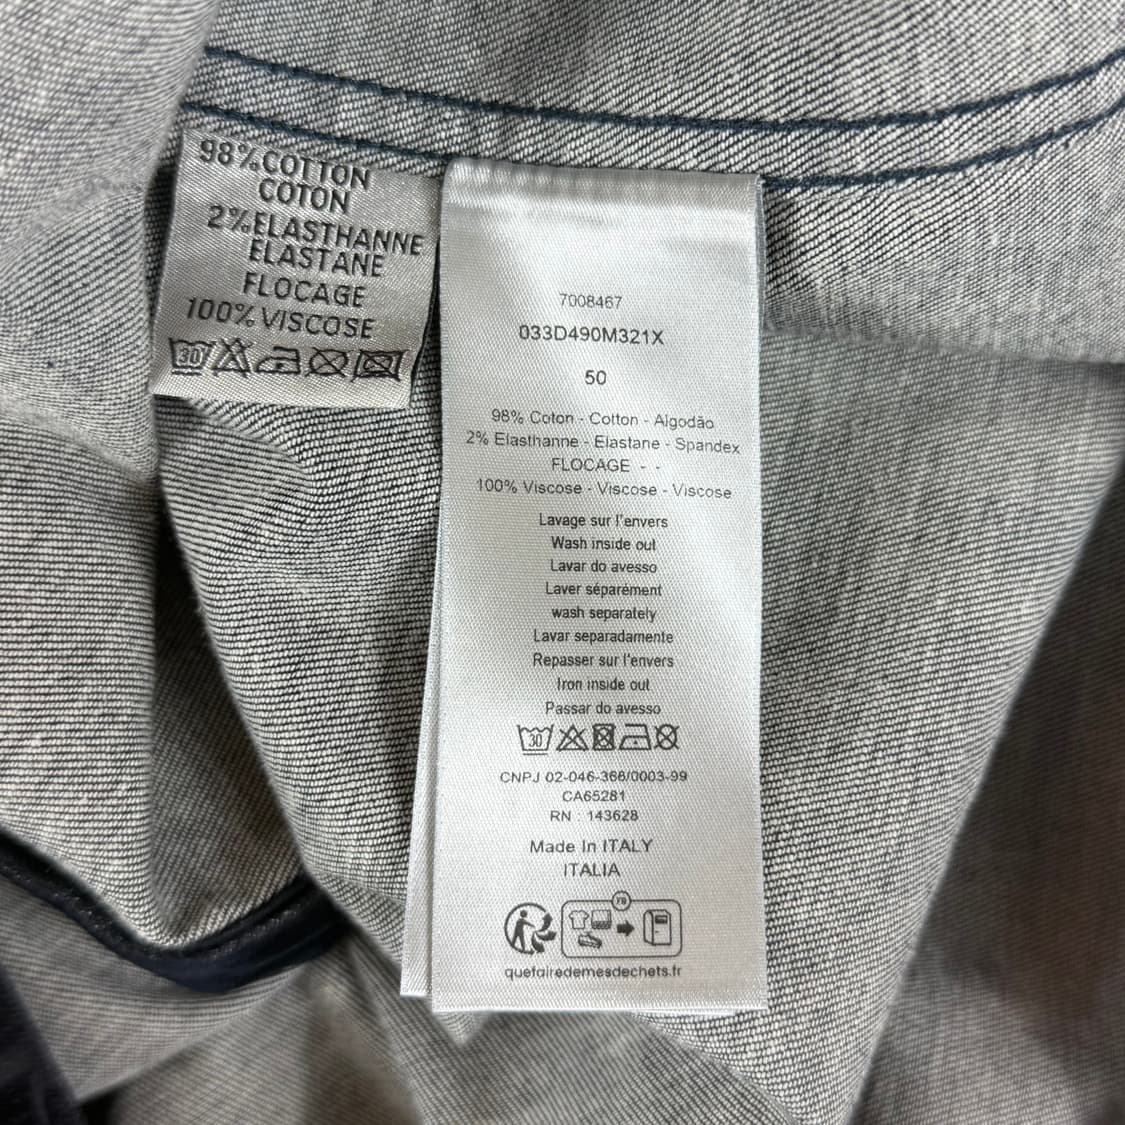 98%COTTON
COTON
2%ELASTHANNE
ELASTANE
FLOCAGE
100%VISCOSE
30
7008467
033D490M321X
50
98% Coton - Cotton - Algodão
2% Elasthanne - Elastane - Spandex
FLOCAGE - -
100% Viscose - Viscose - Viscose
Lavage sur l'envers
Wash inside out
Lavar do avesso
Laver séparément
wash separately
Lavar separadamente
Repasser sur l'envers
Iron inside out
Passar do avesso
30
CNPJ 02-046-366/0003-99
CA65281
RN : 143628
Made In ITALY
ITALIA
quefairedemesdechets.fr